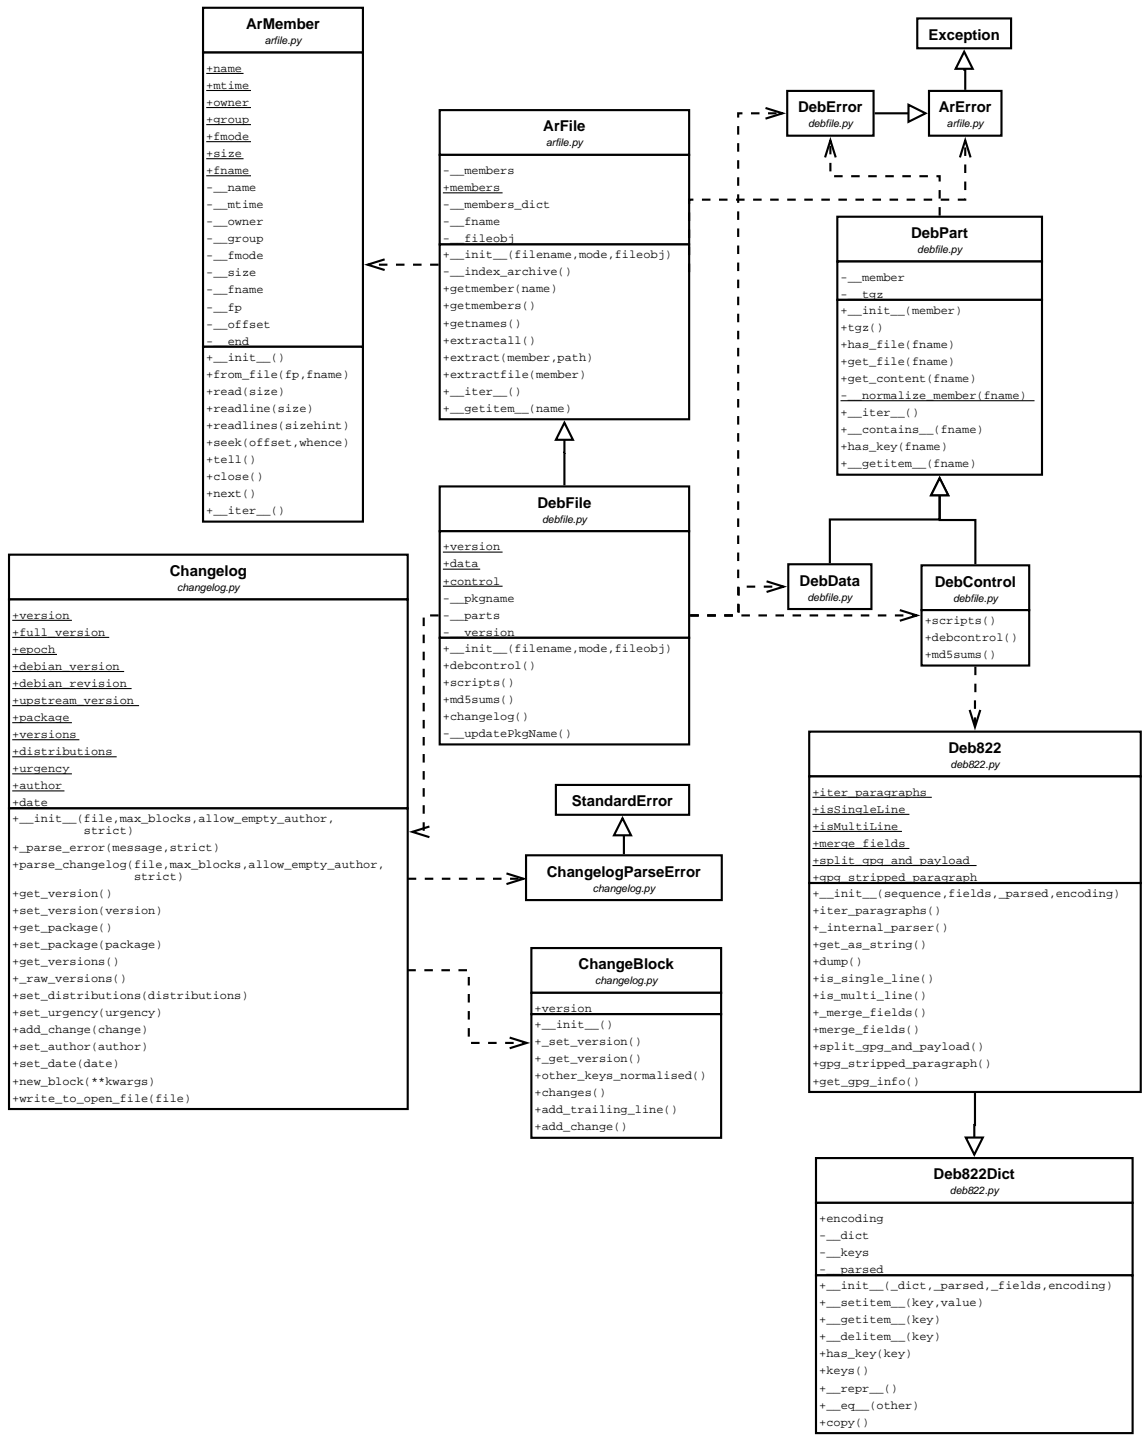 ArMember
arfile.py
+name
+mtime
+owner
+group
+fmode
+size
+fname
-__name
-__mtime
-__owner
-__group
-__fmode
-__size
-__fname
-__fp
-__offset
-__end
+__init__()
+from_file(fp,fname)
+read(size)
+readline(size)
+readlines(sizehint)
+seek(offset,whence)
+tell()
+close()
+next()
+__iter__()
ArFile
arfile.py
-__members
+members
-__members_dict
-__fname
-__fileobj
+__init__(filename,mode,fileobj)
-__index_archive()
+getmember(name)
+getmembers()
+getnames()
+extractall()
+extract(member,path)
+extractfile(member)
+__iter__()
+__getitem__(name)
Exception
DebError
debfile.py
ArError
arfile.py
DebPart
debfile.py
-__member
-__tgz
+__init__(member)
+tgz()
+has_file(fname)
+get_file(fname)
+get_content(fname)
-__normalize_member(fname)
+__iter__()
+__contains__(fname)
+has_key(fname)
+__getitem__(fname)
DebFile
debfile.py
+version
+data
+control
-__pkgname
-__parts
-__version
+__init__(filename,mode,fileobj)
+debcontrol()
+scripts()
+md5sums()
+changelog()
-__updatePkgName()
DebData
debfile.py
DebControl
debfile.py
+scripts()
+debcontrol()
+md5sums()
Changelog
changelog.py
+version
+full_version
+epoch
+debian_version
+debian_revision
+upstream_version
+package
+versions
+distributions
+urgency
+author
+date
+__init__(file,max_blocks,allow_empty_author,
strict)
+_parse_error(message,strict)
+parse_changelog(file,max_blocks,allow_empty_author,
strict)
+get_version()
+set_version(version)
+get_package()
+set_package(package)
+get_versions()
+_raw_versions()
+set_distributions(distributions)
+set_urgency(urgency)
+add_change(change)
+set_author(author)
+set_date(date)
+new_block(**kwargs)
+write_to_open_file(file)
StandardError
ChangelogParseError
changelog.py
ChangeBlock
changelog.py
+version
+__init__()
+_set_version()
+_get_version()
+other_keys_normalised()
+changes()
+add_trailing_line()
+add_change()
Deb822
deb822.py
+iter_paragraphs
+isSingleLine
+isMultiLine
+merge_fields
+split_gpg_and_payload
+gpg_stripped_paragraph
+__init__(sequence,fields,_parsed,encoding)
+iter_paragraphs()
+_internal_parser()
+get_as_string()
+dump()
+is_single_line()
+is_multi_line()
+_merge_fields()
+merge_fields()
+split_gpg_and_payload()
+gpg_stripped_paragraph()
+get_gpg_info()
Deb822Dict
deb822.py
+encoding
-__dict
-__keys
-__parsed
+__init__(_dict,_parsed,_fields,encoding)
+__setitem__(key,value)
+__getitem__(key)
+__delitem__(key)
+has_key(key)
+keys()
+__repr__()
+__eq__(other)
+copy()